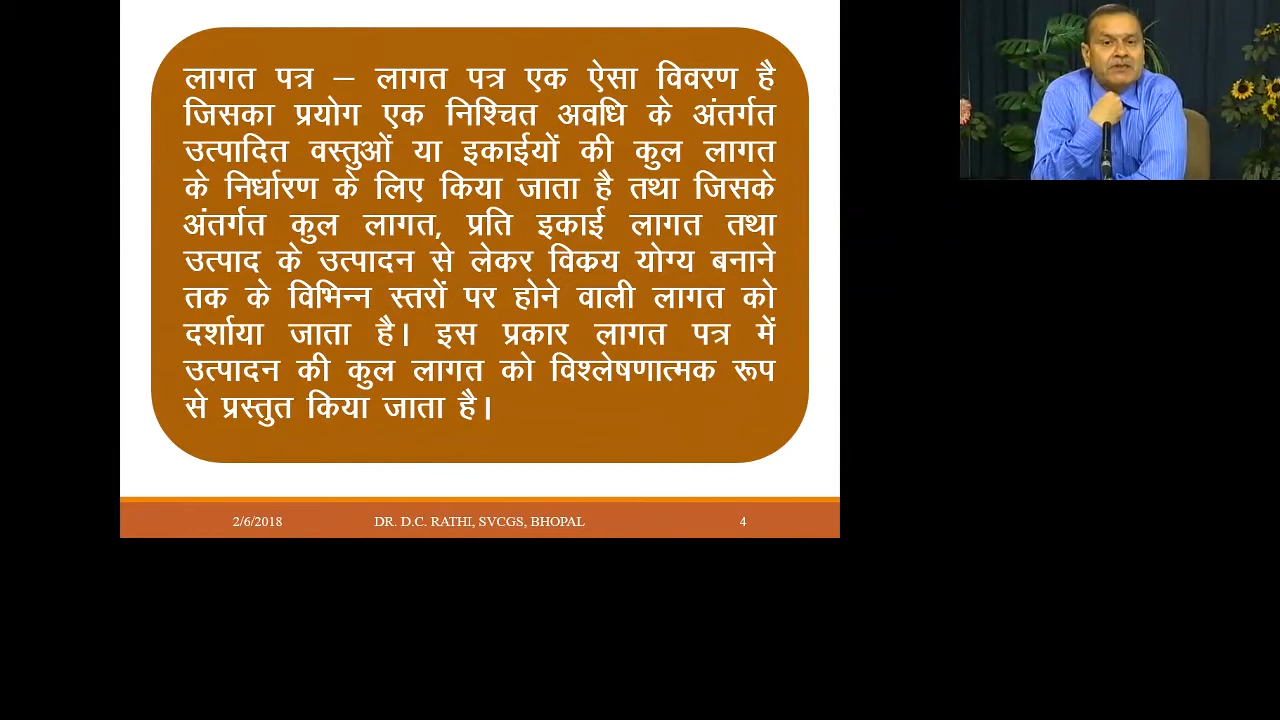 लागत पत्र – लागत पत्र एक ऐसा विवरण है
जिसका प्रयोग एक निश्चित अवधि के अंतर्गत
उत्पादित वस्तुओं या इकाईयों की कुल लागत
के निर्धारण के लिए किया जाता है तथा जिसके
अंतर्गत कुल लागत, प्रति इकाई लागत तथा
उत्पाद के उत्पादन से लेकर विकय योग्य बनाने
तक के विभिन्न स्तरों पर होने वाली लागत को
दर्शाया जाता है। इस प्रकार लागत पत्र में
उत्पादन की कुल लागत को विश्लेषणात्मक रूप
से प्रस्तुत किया जाता है।
2/6/2018 DR. D.C. RATHI, SVCGS, BHOPAL 4